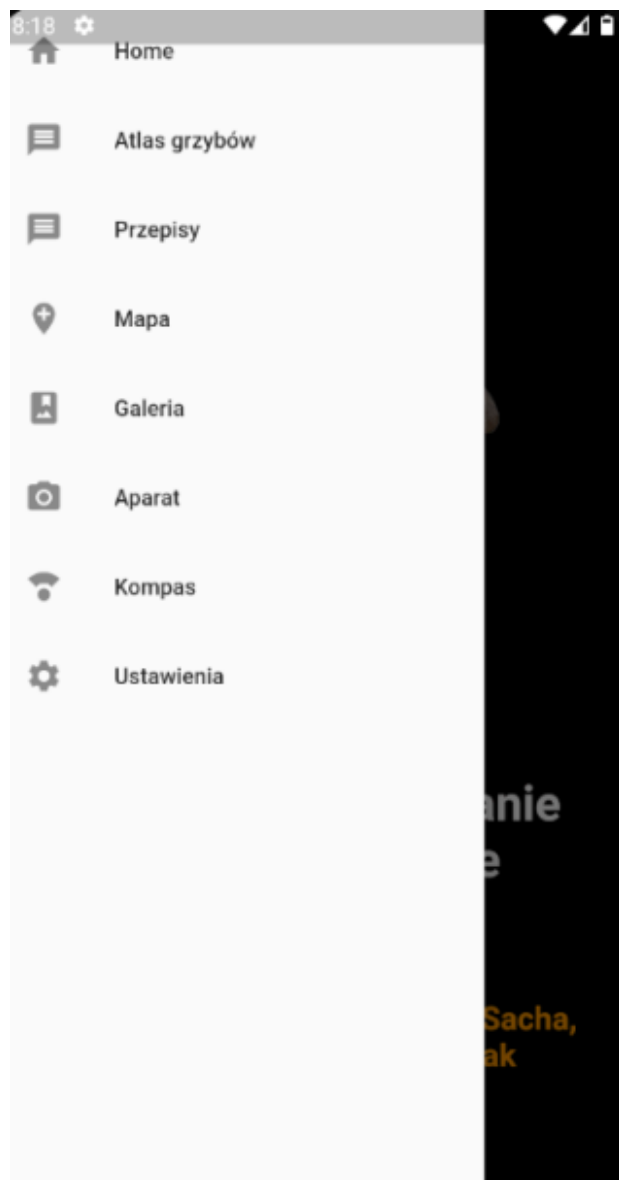 8:18
Home
Atlas grzybów
Przepisy
Mapa
Galeria
Aparat
Kompas
Ustawienia
anie
e
Sacha,
ak